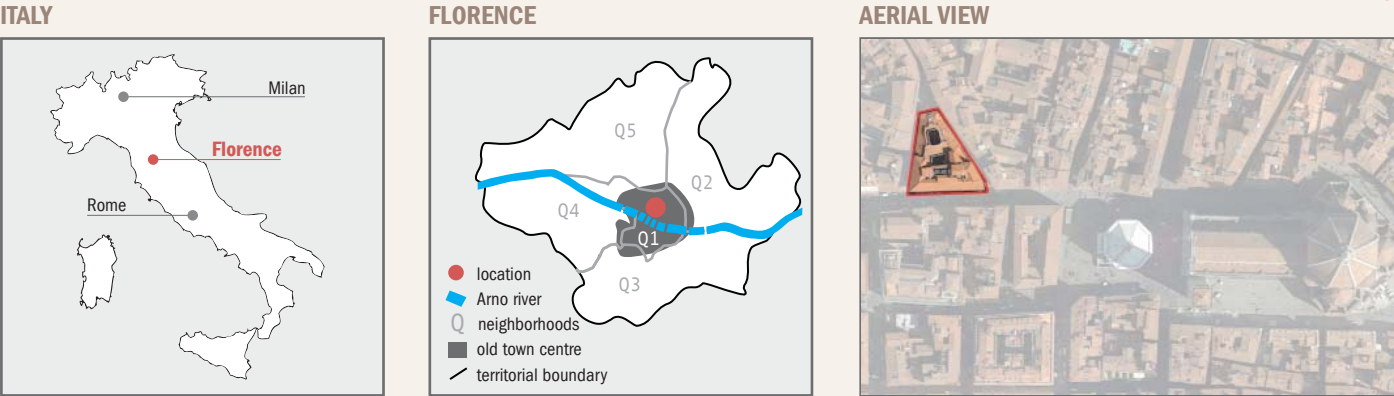 ITALY
Milan
Florence
Rome
FLORENCE
Q5
Q2
Q4
Q1
Q3
location
Arno river
Q neighborhoods
old town centre
territorial boundary
AERIAL VIEW